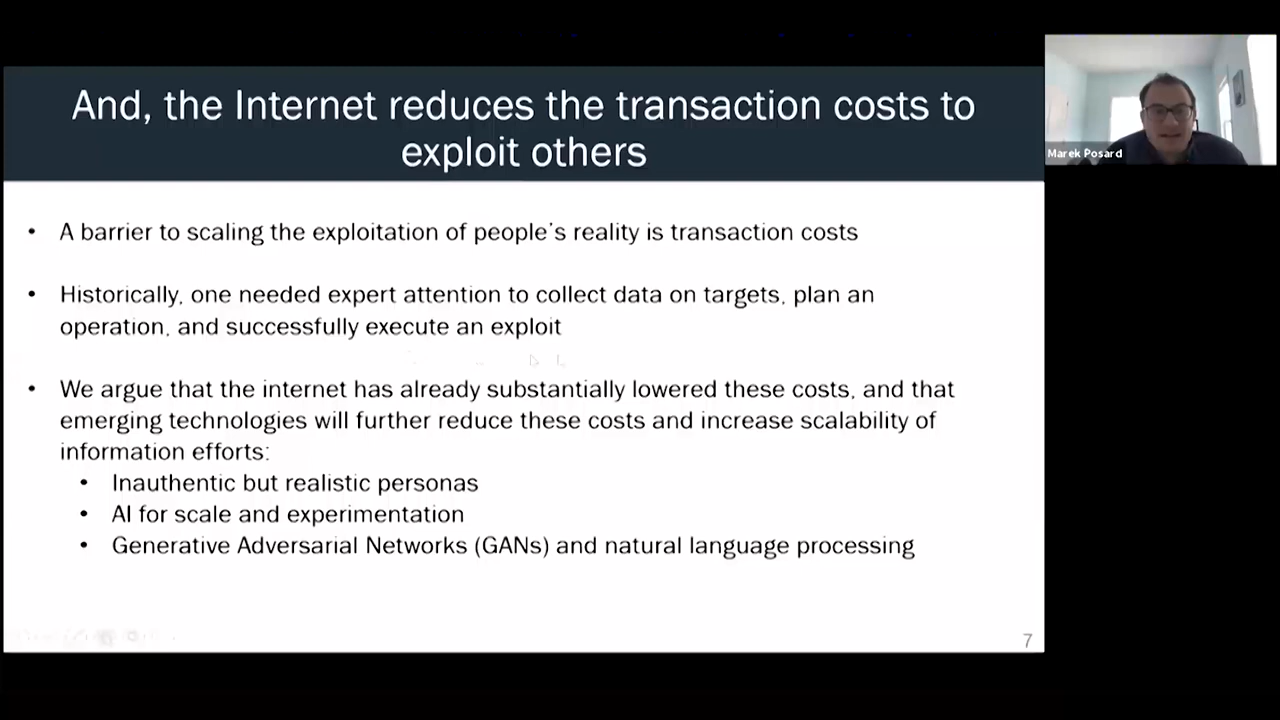 And, the Internet reduces the transaction costs to
exploit others
Marek Posard
• A barrier to scaling the exploitation of people's reality is transaction costs
• Historically, one needed expert attention to collect data on targets, plan an
operation, and successfully execute an exploit
• We argue that the internet has already substantially lowered these costs, and that
emerging technologies will further reduce these costs and increase scalability of
information efforts:
• Inauthentic but realistic personas
• AI for scale and experimentation
• Generative Adversarial Networks (GANs) and natural language processing
7